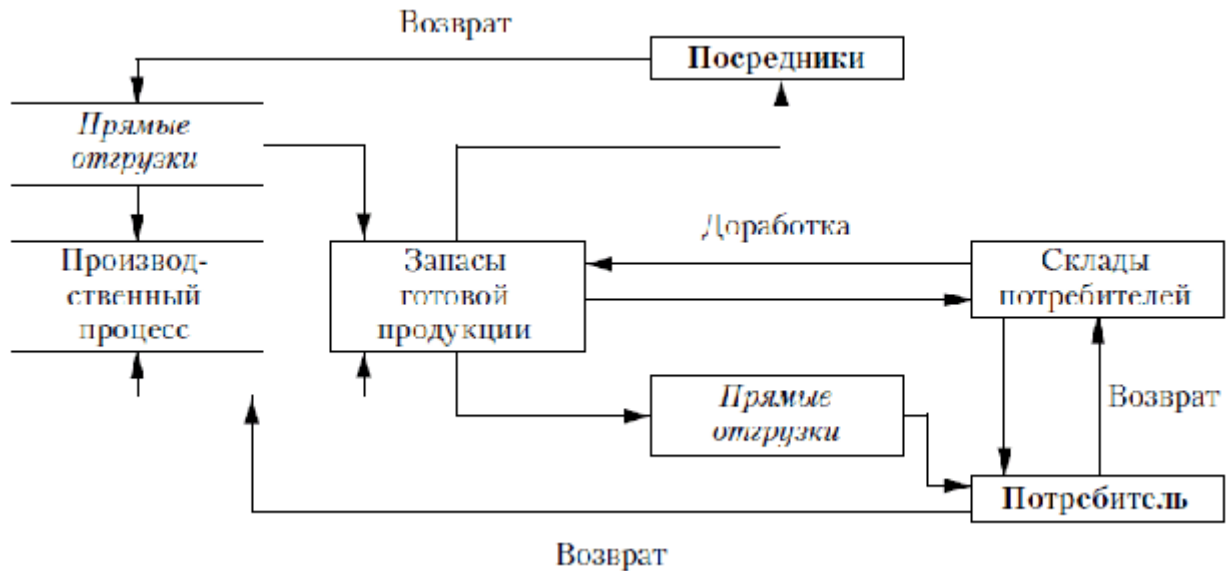 Возврат
Посредники
Прямые
отгрузки
Доработка
Производ-
ственный
процесс
Запасы
готовой
продукции
Склады
потребителей
Прямые
отгрузки
Возврат
Потребитель
Возврат